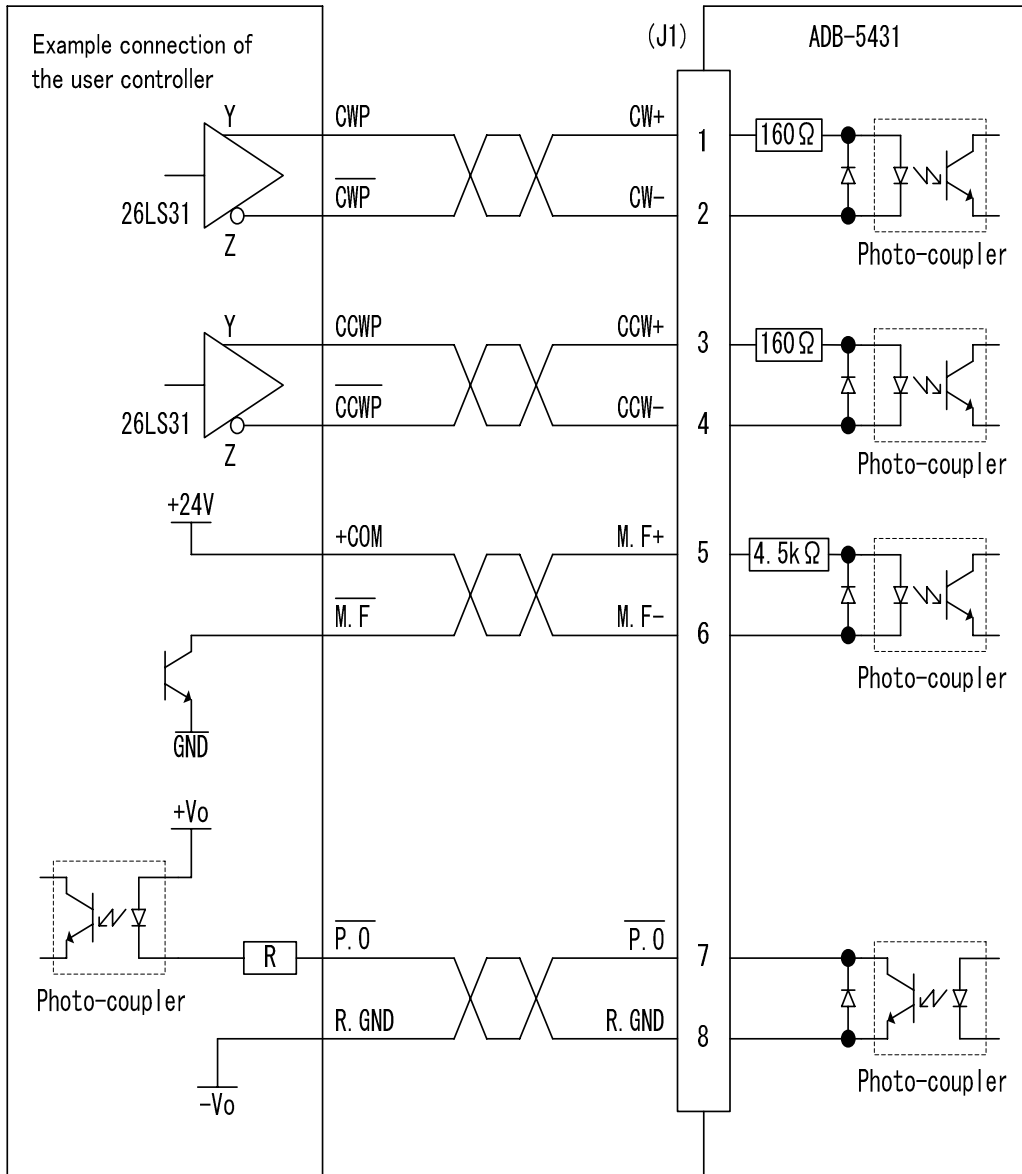 Example connection of
the user controller
(J1)
ADB-5431
Y
CWP
CW+
1
160Ω
26LS31
CWP
CW-
2
Z
Photo-coupler
Y
CCWP
CCW+
3
160Ω
26LS31
CCWP
CCW-
4
Z
Photo-coupler
+24V
+COM
M.F+
5
4.5kΩ
M.F
M.F-
6
Photo-coupler
GND
+Vo
P.O
P.O
7
R
Photo-coupler
R.GND
R.GND
8
Photo-coupler
-Vo